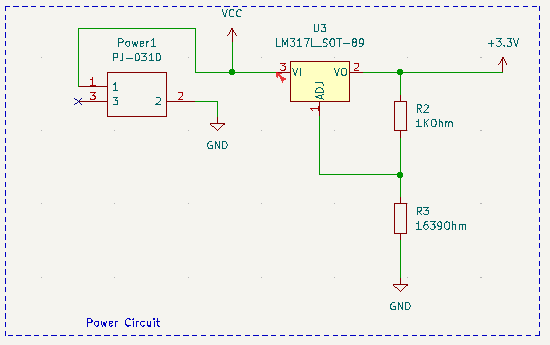 VCC
U3
LM317L_SOT-89
+3.3V
Power1
PJ-031D
3
VI
VO
2
1
1
3
3
2
2
ADJ
1
R2
1KOhm
GND
R3
1639Ohm
GND
Power Circuit